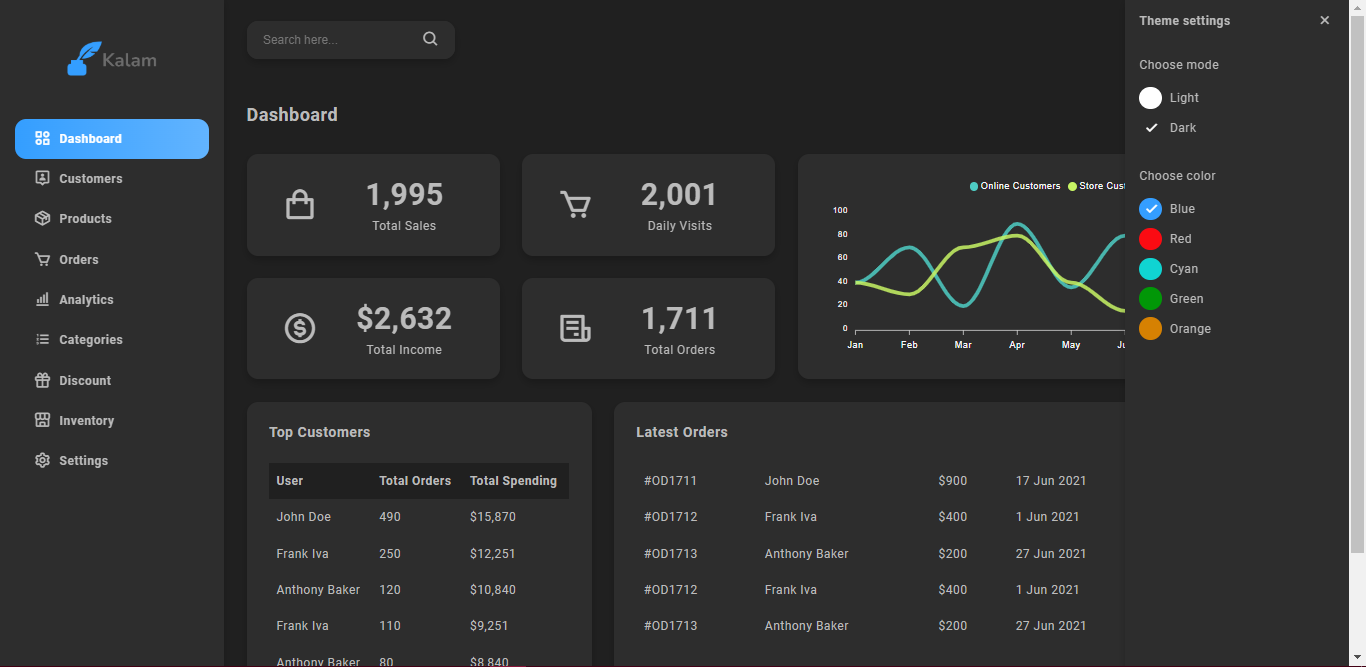 Kalam
Dashboard
Customers
Products
Orders
Analytics
Categories
Discount
Inventory
Settings
Search here...
Dashboard
1,995
Total Sales
2,001
Daily Visits
$2,632
Total Income
1,711
Total Orders
Online Customers Store Cust
100
80
60
40
20
0
Jan Feb Mar Apr May Ju
Top Customers
User Total Orders Total Spending
John Doe 490 $15,870
Frank Iva 250 $12,251
Anthony Baker 120 $10,840
Frank Iva 110 $9,251
Anthony Baker 80 $8,840
Latest Orders
#OD1711 John Doe $900 17 Jun 2021
#OD1712 Frank Iva $400 1 Jun 2021
#OD1713 Anthony Baker $200 27 Jun 2021
#OD1712 Frank Iva $400 1 Jun 2021
#OD1713 Anthony Baker $200 27 Jun 2021
Theme settings
Choose mode
Light
Dark
Choose color
Blue
Red
Cyan
Green
Orange